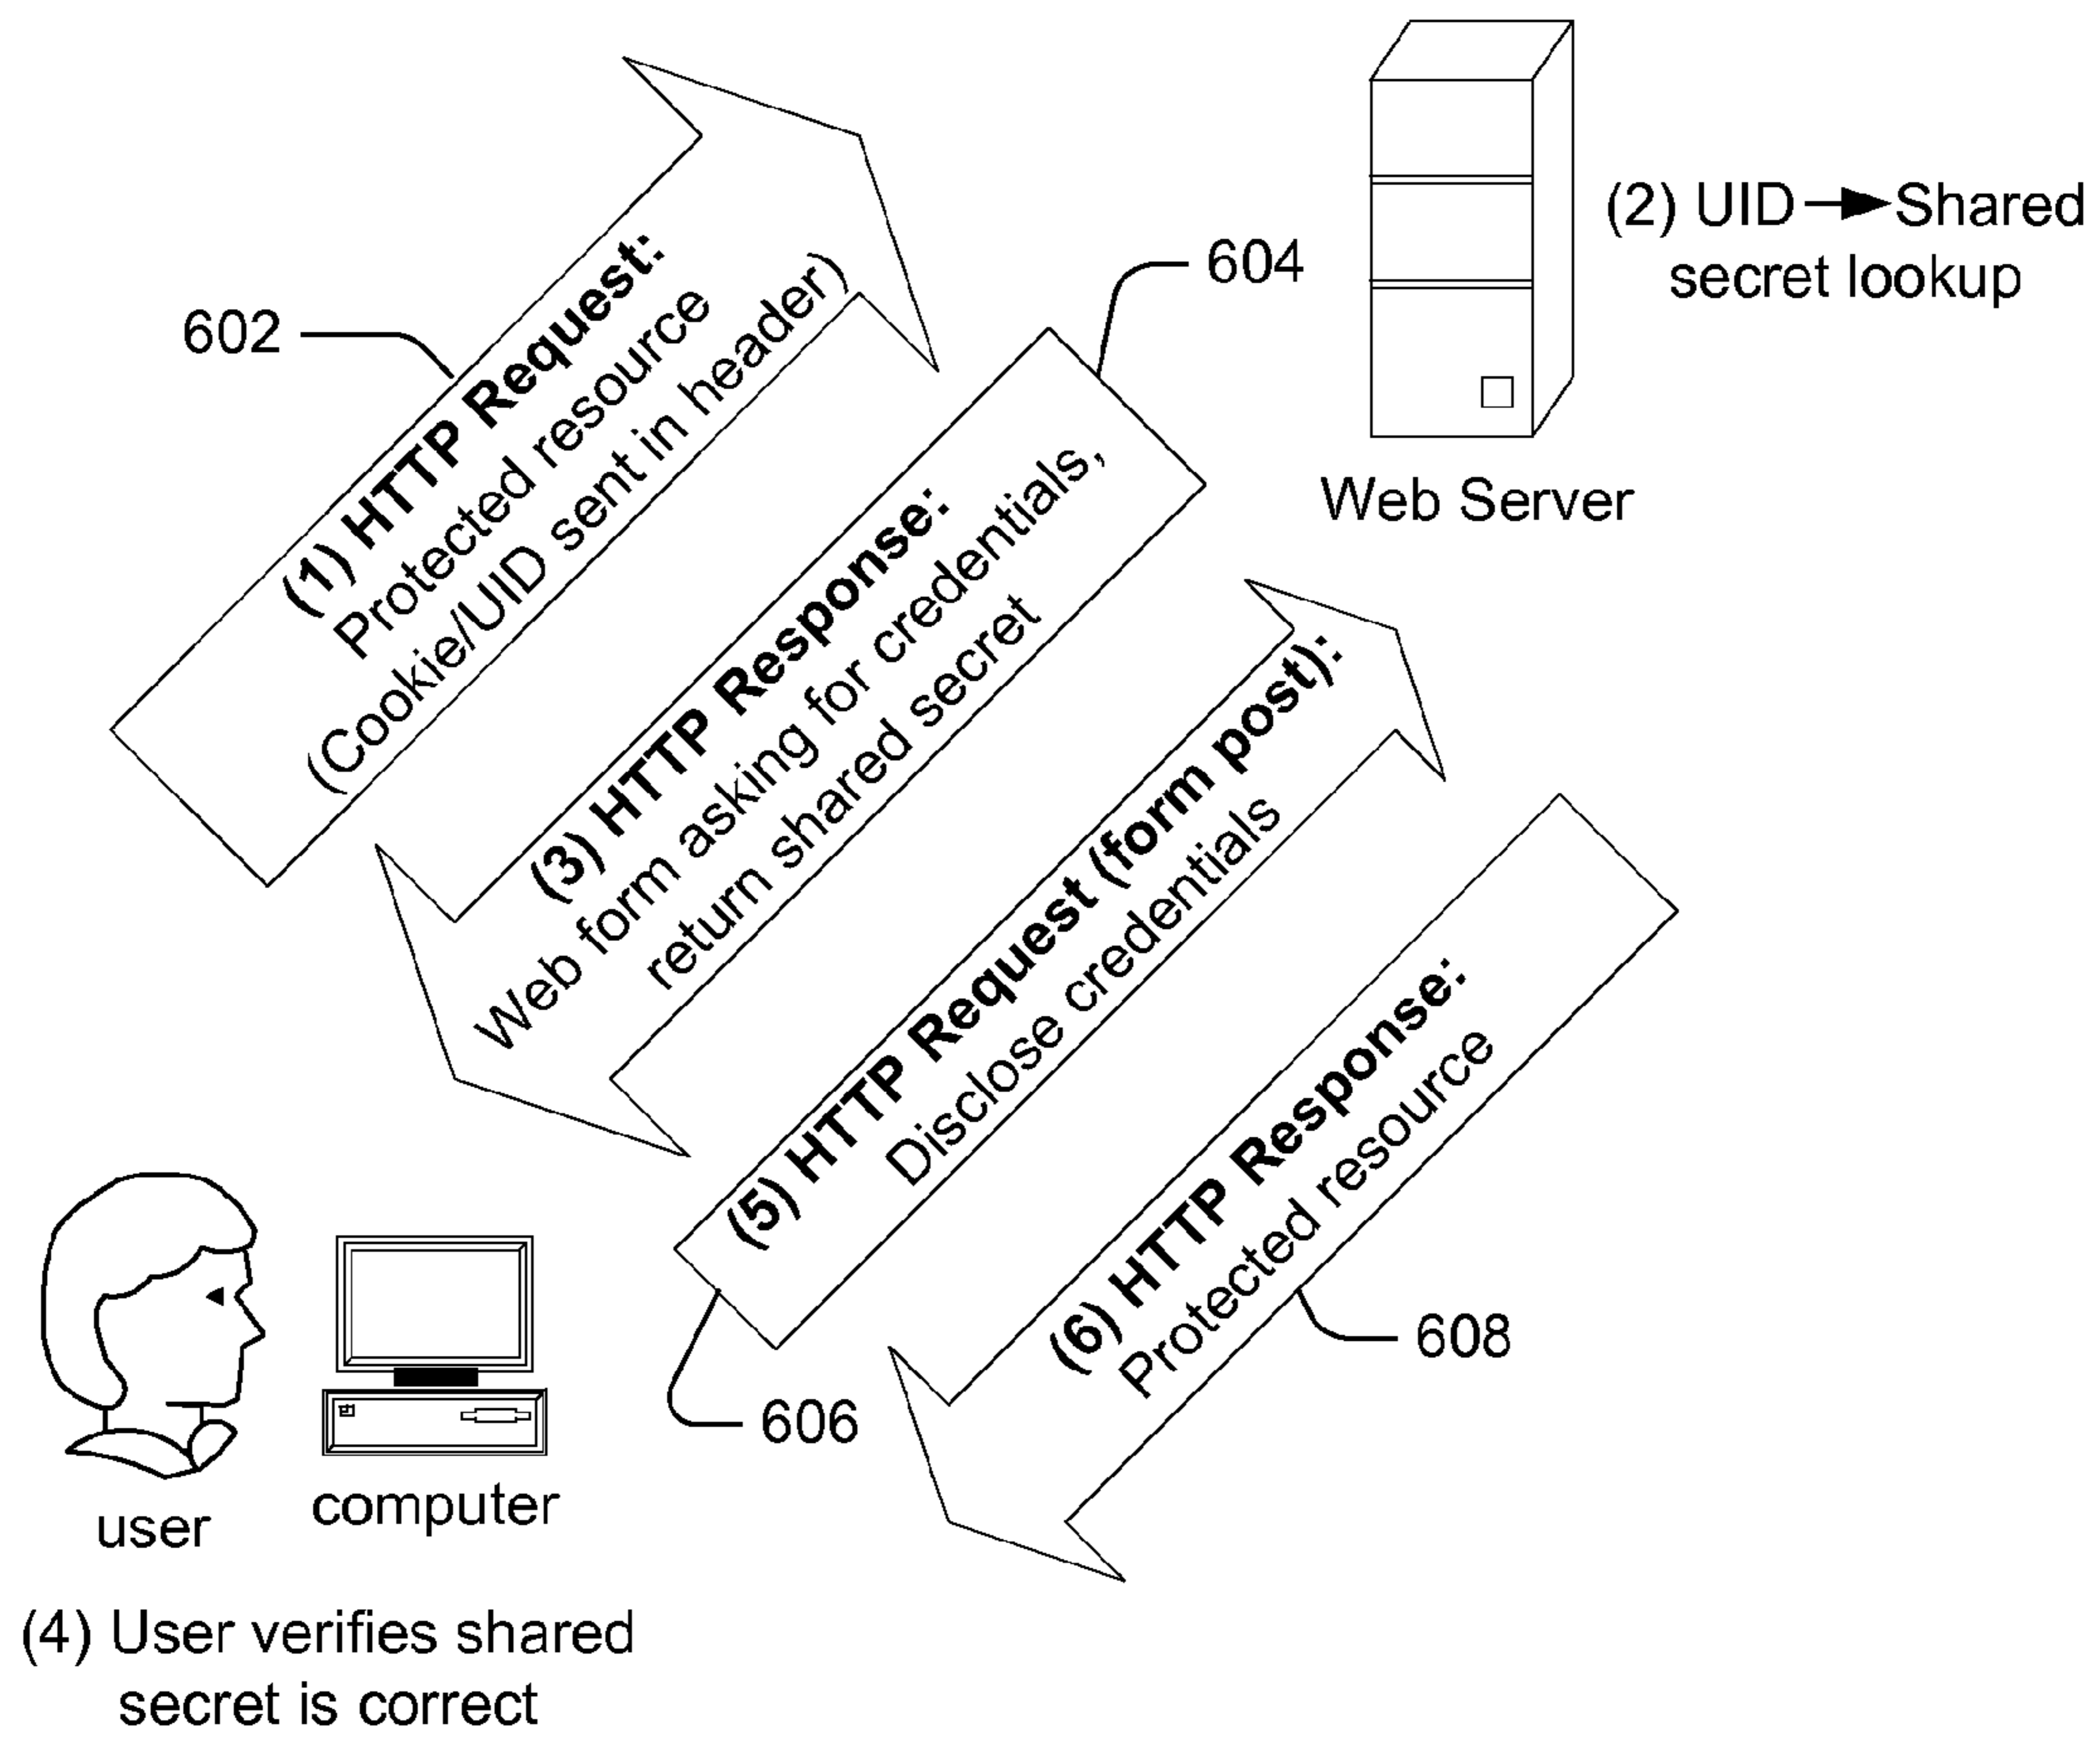 (1) HTTP Request:
Protected resource
(Cookie/UID sent in header)
602
604
(2) UID → Shared
secret lookup
Web Server
(3) HTTP Response:
Web form asking for credentials,
return shared secret
(5) HTTP Request (form post):
Disclose credentials
(6) HTTP Response:
Protected resource
606
608
user
computer
(4) User verifies shared
secret is correct